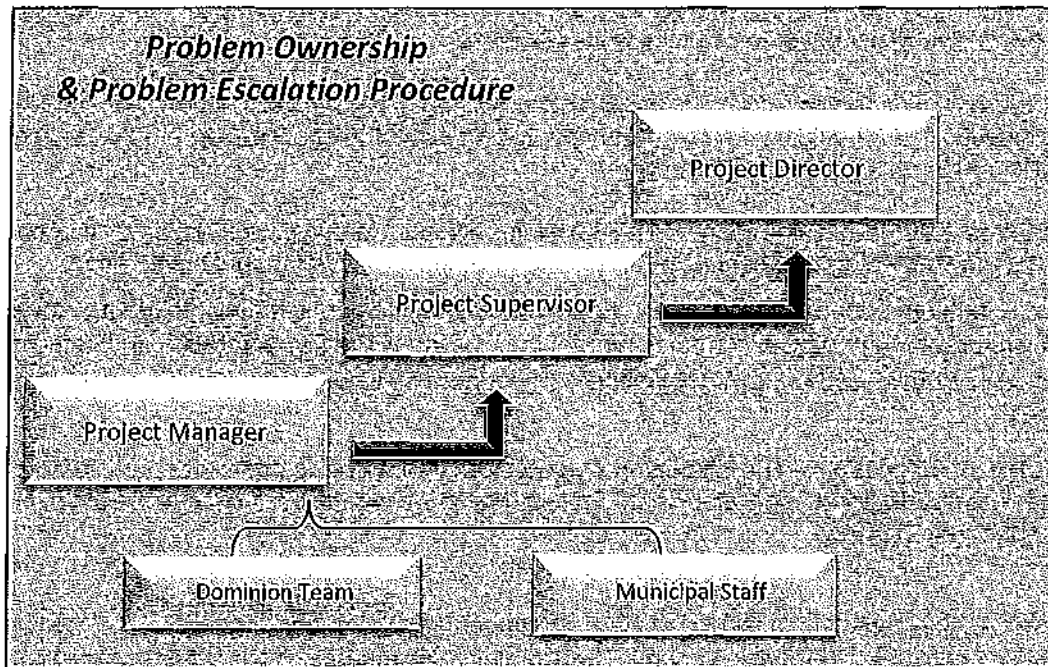 Problem Ownership
& Problem Escalation Procedure
Project Director
Project Supervisor
Project Manager
Dominion Team
Municipal Staff